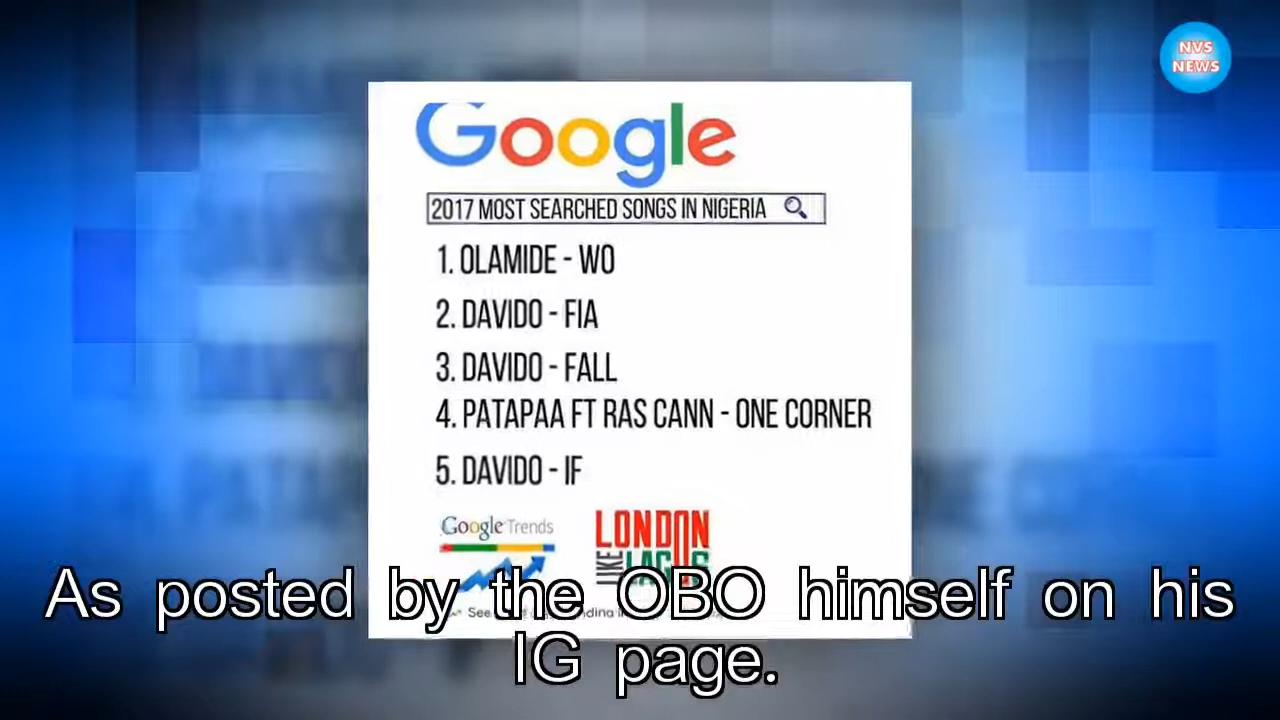 NVS
NEWS
Google
2017 MOST SEARCHED SONGS IN NIGERIA
1. OLAMIDE - WO
2. DAVIDO - FIA
3. DAVIDO - FALL
4. PATAPAA FT RAS CANN - ONE CORNER
5. DAVIDO - IF
Google Trends
LONDON
LIKE
LAGOS
See
As posted by the OBO himself on his
IG page.